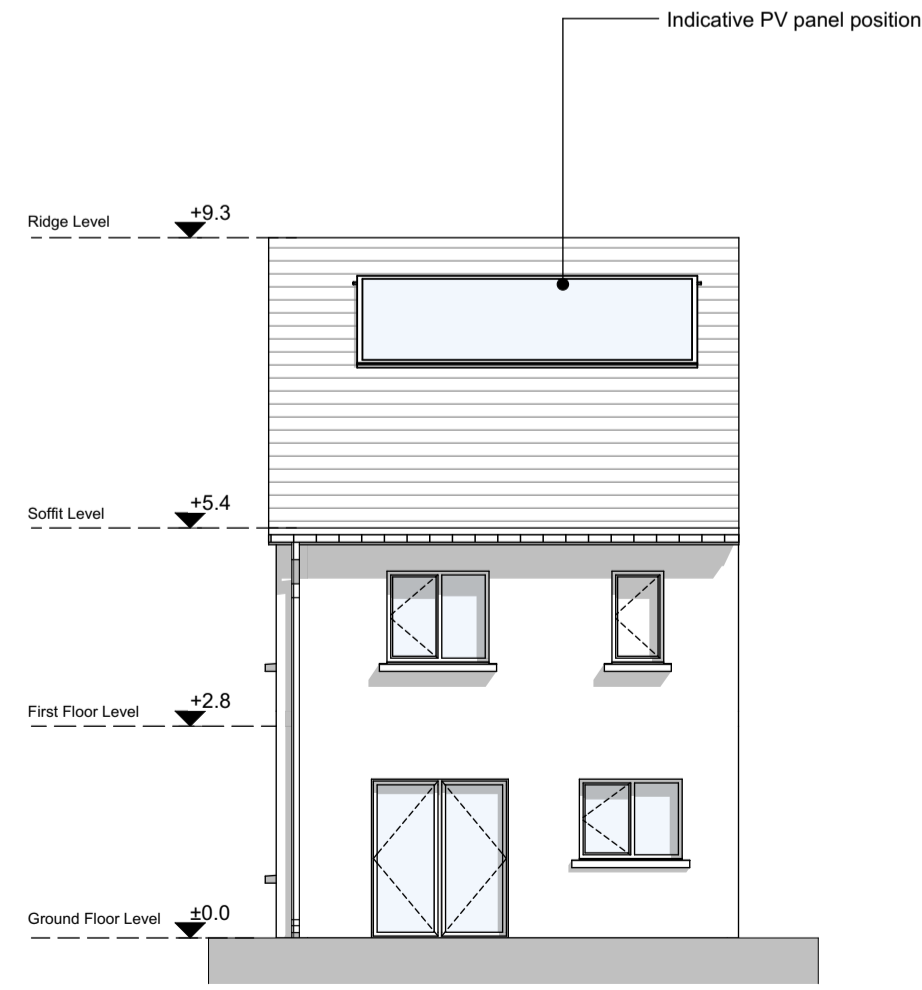 Indicative PV panel position
+9.3
Ridge Level
+5.4
Soffit Level
+2.8
First Floor Level
±0.0
Ground Floor Level